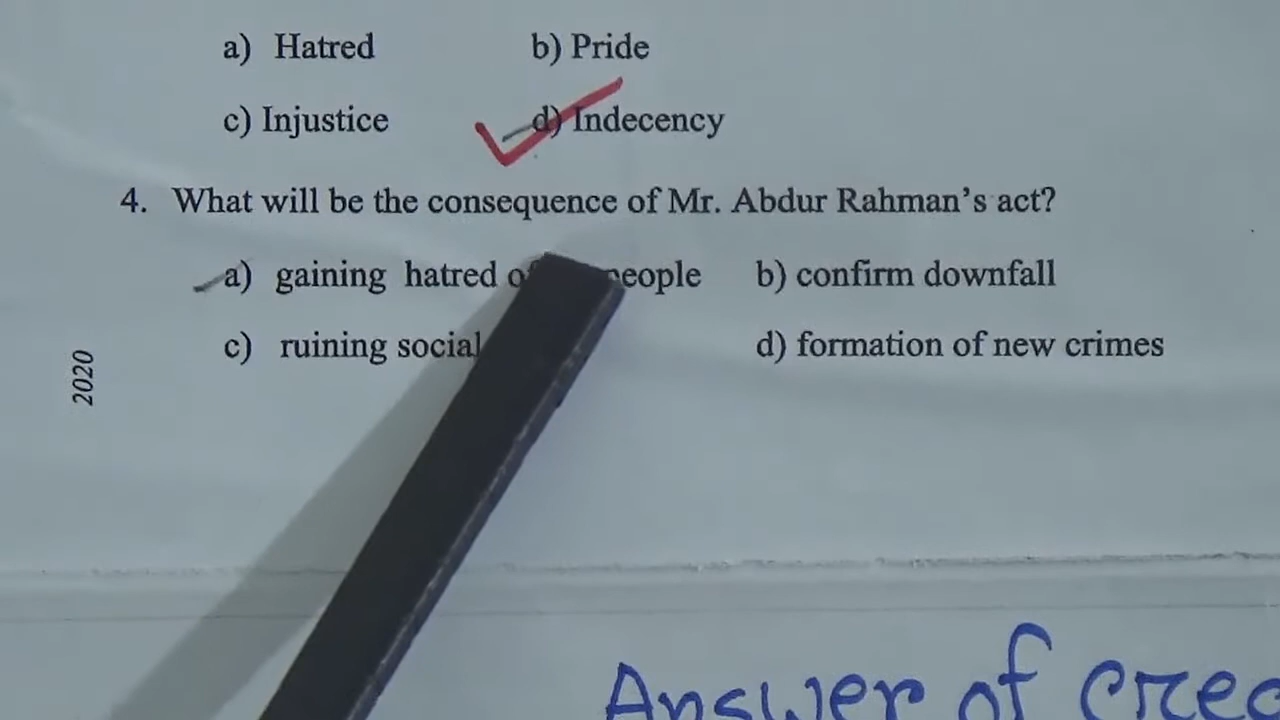 a) Hatred b) Pride
c) Injustice d) Indecency
4. What will be the consequence of Mr. Abdur Rahman's act?
a) gaining hatred people b) confirm downfall
c) ruining social d) formation of new crimes
2020
Answer of